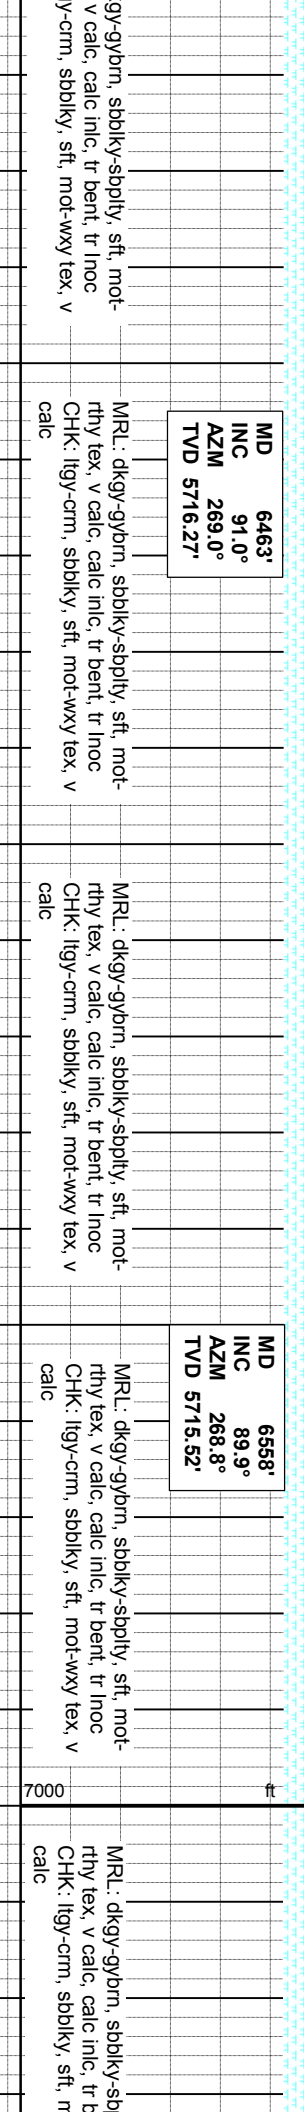 gy-gybrn, sbblky-sbplty, sft, mot-
v calc, calc inlc, tr bent, tr Inoc
y-crm, sbblky, sft, mot-wxy tex, v
MD 6463'
INC 91.0°
AZM 269.0°
TVD 5716.27'
MRL: dkgy-gybrn, sbblky-sbplty, sft, mot-
rthy tex, v calc, calc inlc, tr bent, tr Inoc
CHK: ltgy-crm, sbblky, sft, mot-wxy tex, v
calc
MRL: dkgy-gybrn, sbblky-sbplty, sft, mot-
rthy tex, v calc, calc inlc, tr bent, tr Inoc
CHK: ltgy-crm, sbblky, sft, mot-wxy tex, v
calc
MD 6558'
INC 89.9°
AZM 268.8°
TVD 5715.52'
MRL: dkgy-gybrn, sbblky-sbplty, sft, mot-
rthy tex, v calc, calc inlc, tr bent, tr Inoc
CHK: ltgy-crm, sbblky, sft, mot-wxy tex, v
calc
7000 ft
MRL: dkgy-gybrn, sbblky-sbp
rthy tex, v calc, calc inlc, tr b
CHK: ltgy-crm, sbblky, sft, m
calc